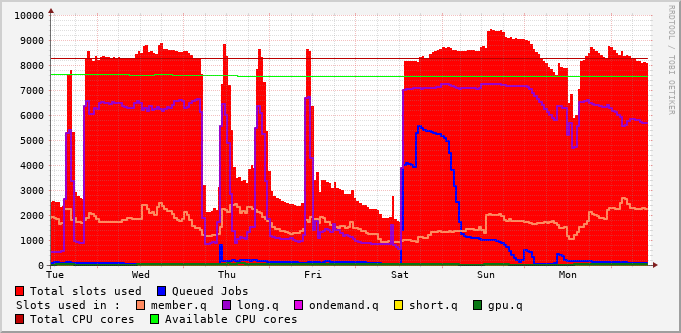 10000
9000
8000
7000
6000
5000
4000
3000
2000
1000
0
Tue Wed Thu Fri Sat Sun Mon
RRDTOOL / TOBI OETIKER
Total slots used Queued Jobs
Slots used in : member.q long.q ondemand.q short.q gpu.q
Total CPU cores Available CPU cores